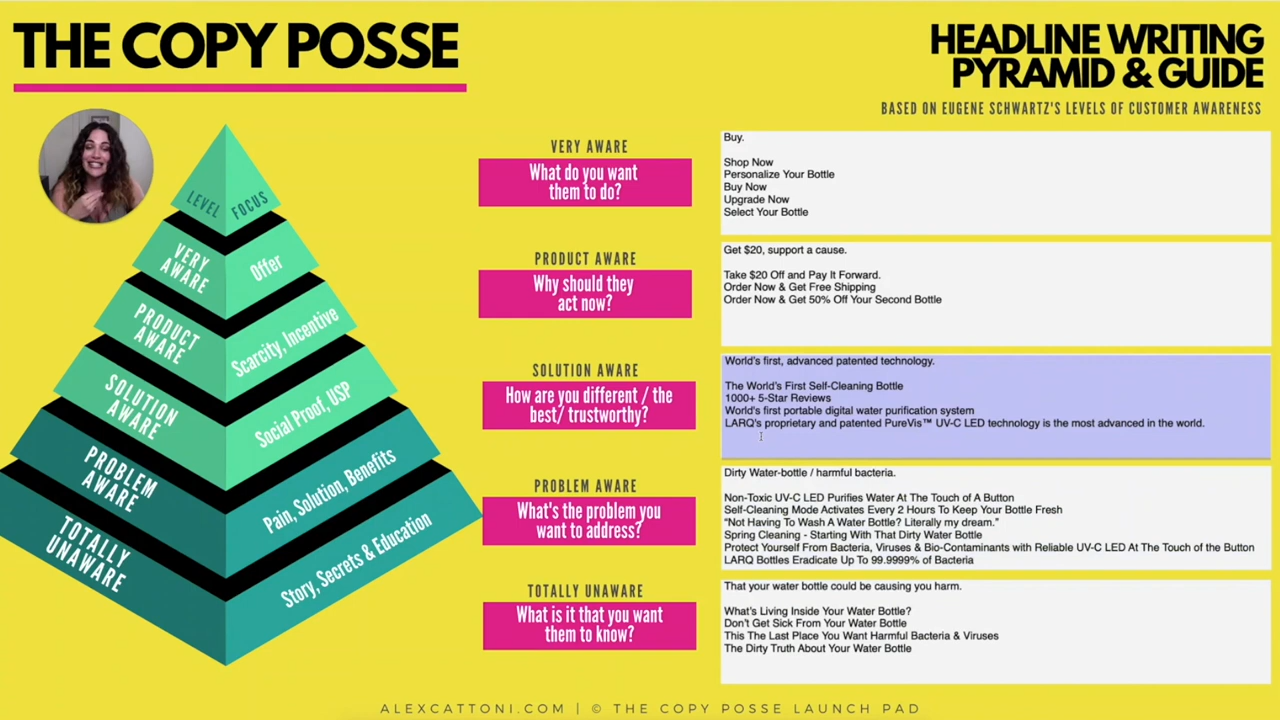 THE COPY POSSE
HEADLINE WRITING
PYRAMID & GUIDE
BASED ON EUGENE SCHWARTZ'S LEVELS OF CUSTOMER AWARENESS
LEVEL
FOCUS
VERY
AWARE
Offer
PRODUCT
AWARE
Scarcity, Incentive
SOLUTION
AWARE
Social Proof, USP
PROBLEM
AWARE
Pain, Solution, Benefits
TOTALLY
UNAWARE
Story, Secrets & Education
VERY AWARE
What do you want
them to do?
Buy.
Shop Now
Personalize Your Bottle
Buy Now
Upgrade Now
Select Your Bottle
PRODUCT AWARE
Why should they
act now?
Get $20, support a cause.
Take $20 Off and Pay It Forward.
Order Now & Get Free Shipping
Order Now & Get 50% Off Your Second Bottle
SOLUTION AWARE
How are you different / the
best/ trustworthy?
World's first, advanced patented technology.
The World's First Self-Cleaning Bottle
1000+ 5-Star Reviews
World's first portable digital water purification system
LARQ's proprietary and patented PureVis™ UV-C LED technology is the most advanced in the world.
PROBLEM AWARE
What's the problem you
want to address?
Dirty Water-bottle / harmful bacteria.
Non-Toxic UV-C LED Purifies Water At The Touch of A Button
Self-Cleaning Mode Activates Every 2 Hours To Keep Your Bottle Fresh
“Not Having To Wash A Water Bottle? Literally my dream.”
Spring Cleaning - Starting With That Dirty Water Bottle
Protect Yourself From Bacteria, Viruses & Bio-Contaminants with Reliable UV-C LED At The Touch of the Button
LARQ Bottles Eradicate Up To 99.9999% of Bacteria
TOTALLY UNAWARE
What is it that you want
them to know?
That your water bottle could be causing you harm.
What's Living Inside Your Water Bottle?
Don't Get Sick From Your Water Bottle
This The Last Place You Want Harmful Bacteria & Viruses
The Dirty Truth About Your Water Bottle
ALEXCATTONI.COM | © THE COPY POSSE LAUNCH PAD